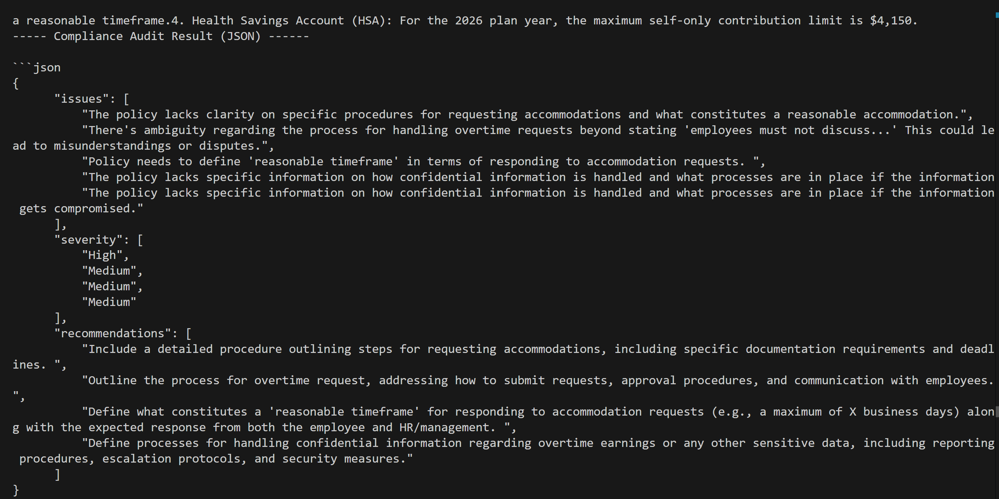 a reasonable timeframe.4. Health Savings Account (HSA): For the 2026 plan year, the maximum self-only contribution limit is $4,150.
----- Compliance Audit Result (JSON) ------

```json
{
      "issues": [
          "The policy lacks clarity on specific procedures for requesting accommodations and what constitutes a reasonable accommodation.",
          "There's ambiguity regarding the process for handling overtime requests beyond stating 'employees must not discuss...' This could le
ad to misunderstandings or disputes.",
          "Policy needs to define 'reasonable timeframe' in terms of responding to accommodation requests. ",
          "The policy lacks specific information on how confidential information is handled and what processes are in place if the information
          "The policy lacks specific information on how confidential information is handled and what processes are in place if the information
 gets compromised."
      ],
      "severity": [
          "High",
          "Medium",
          "Medium",
          "Medium"
      ],
      "recommendations": [
          "Include a detailed procedure outlining steps for requesting accommodations, including specific documentation requirements and deadl
ines. ",
          "Outline the process for overtime request, addressing how to submit requests, approval procedures, and communication with employees.
",
          "Define what constitutes a 'reasonable timeframe' for responding to accommodation requests (e.g., a maximum of X business days) alon
g with the expected response from both the employee and HR/management. ",
          "Define processes for handling confidential information regarding overtime earnings or any other sensitive data, including reporting
 procedures, escalation protocols, and security measures."
      ]
}